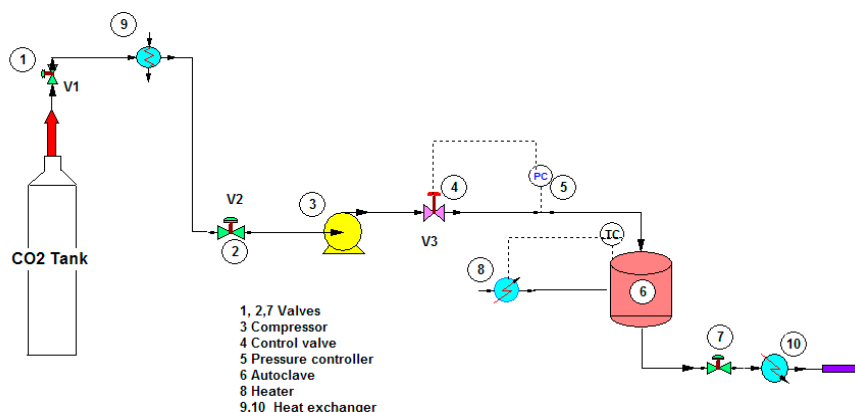 9
1
V1
V2
3
4
PC
5
V3
TC
CO2 Tank
2
8
6
1, 2,7 Valves
3 Compressor
4 Control valve
5 Pressure controller
6 Autoclave
8 Heater
9,10 Heat exchanger
7
10